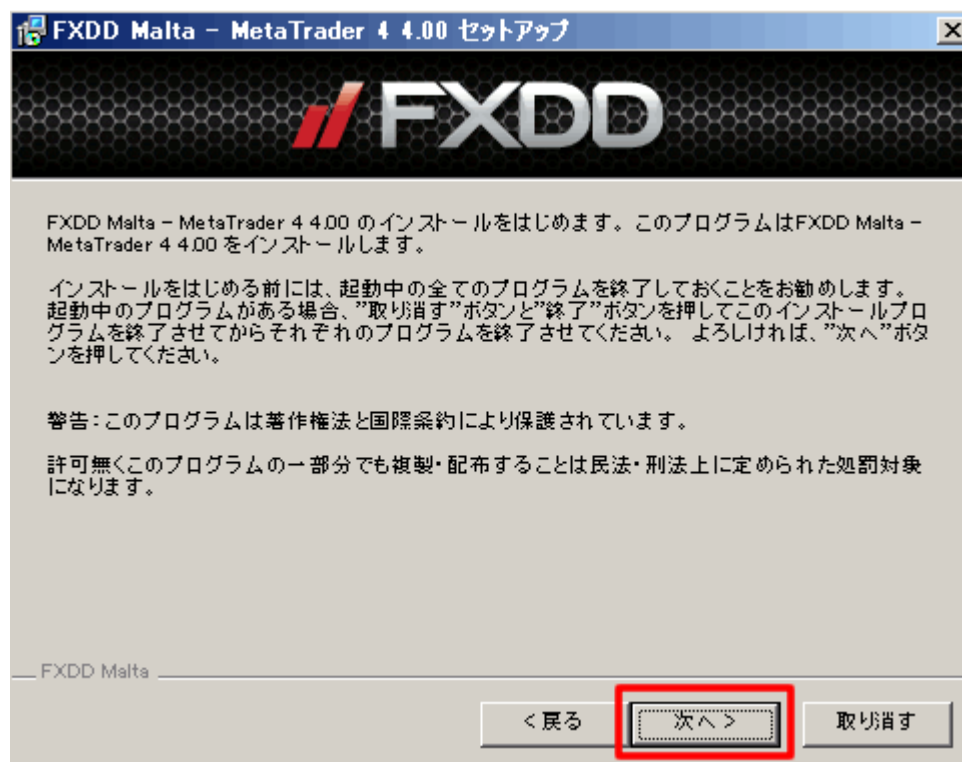 FXDD Malta - MetaTrader 4 4.00 セットアップ
FXDD
FXDD Malta - MetaTrader 4 4.00 のインストールをはじめます。このプログラムはFXDD Malta -
MetaTrader 4 4.00 をインストールします。
インストールをはじめる前には、起動中の全てのプログラムを終了しておくことをお勧めします。
起動中のプログラムがある場合、"取り消す"ボタンと"終了"ボタンを押してこのインストールプロ
グラムを終了させてからそれぞれのプログラムを終了させてください。 よろしければ、"次へ"ボタ
ンを押してください。
警告:このプログラムは著作権法と国際条約により保護されています。
許可無くこのプログラムの一部分でも複製・配布することは民法・刑法上に定められた処罰対象
になります。
FXDD Malta
<戻る 次へ> 取り消す